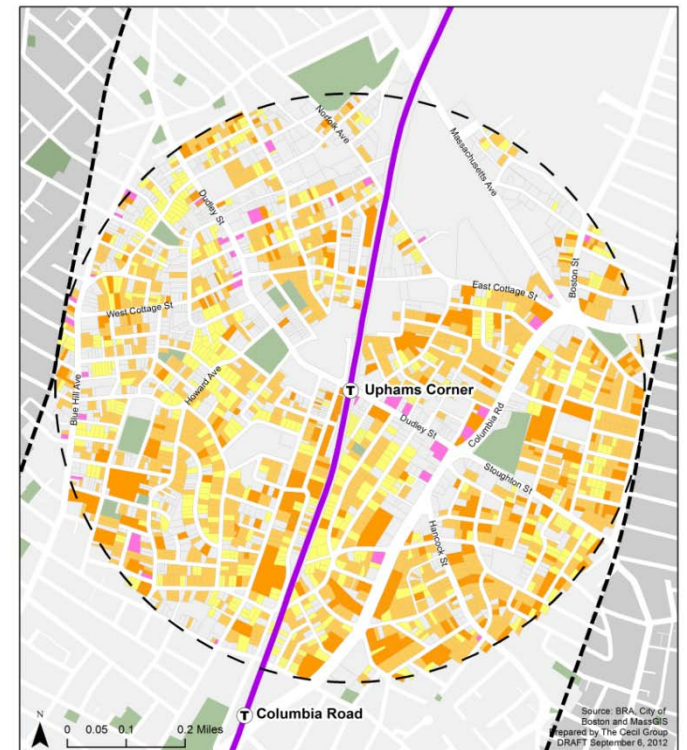 Norfolk Ave
Massachusetts Ave
Dudley St
Boston St
East Cottage St
West Cottage St
T Uphams Corner
Howard Ave
Blue Hill Ave
Dudley St
Columbia Rd
Stoughton St
Hancock St
T Columbia Road
N
0 0.05 0.1 0.2 Miles
Source: BRA, City of
Boston and MassGIS
Prepared by The Cecil Group
DRAFT September 6, 2012